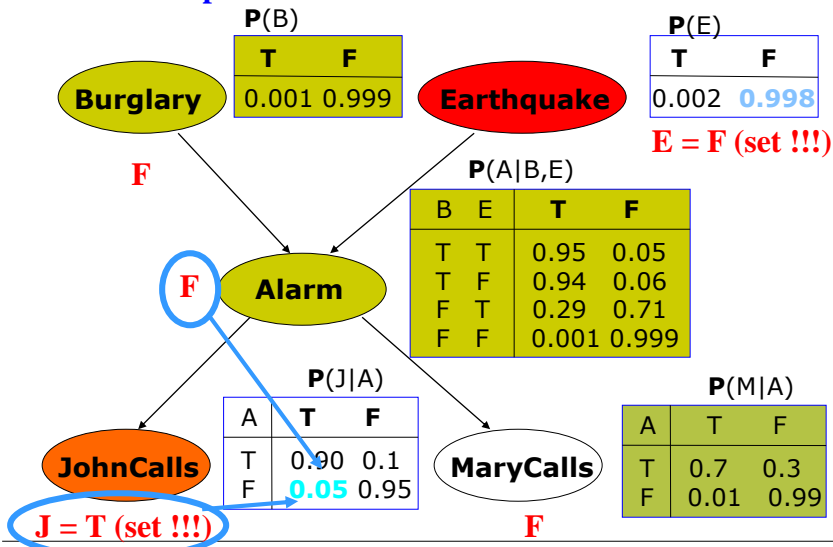 P(B)
T F
0.001 0.999
Burglary
Earthquake
P(E)
T F
0.002 0.998
E = F (set !!!)
F
P(A|B,E)
B E T F
T T 0.95 0.05
T F 0.94 0.06
F T 0.29 0.71
F F 0.001 0.999
F
Alarm
P(J|A)
A T F
T 0.90 0.1
F 0.05 0.95
P(M|A)
A T F
T 0.7 0.3
F 0.01 0.99
JohnCalls
MaryCalls
J = T (set !!!)
F